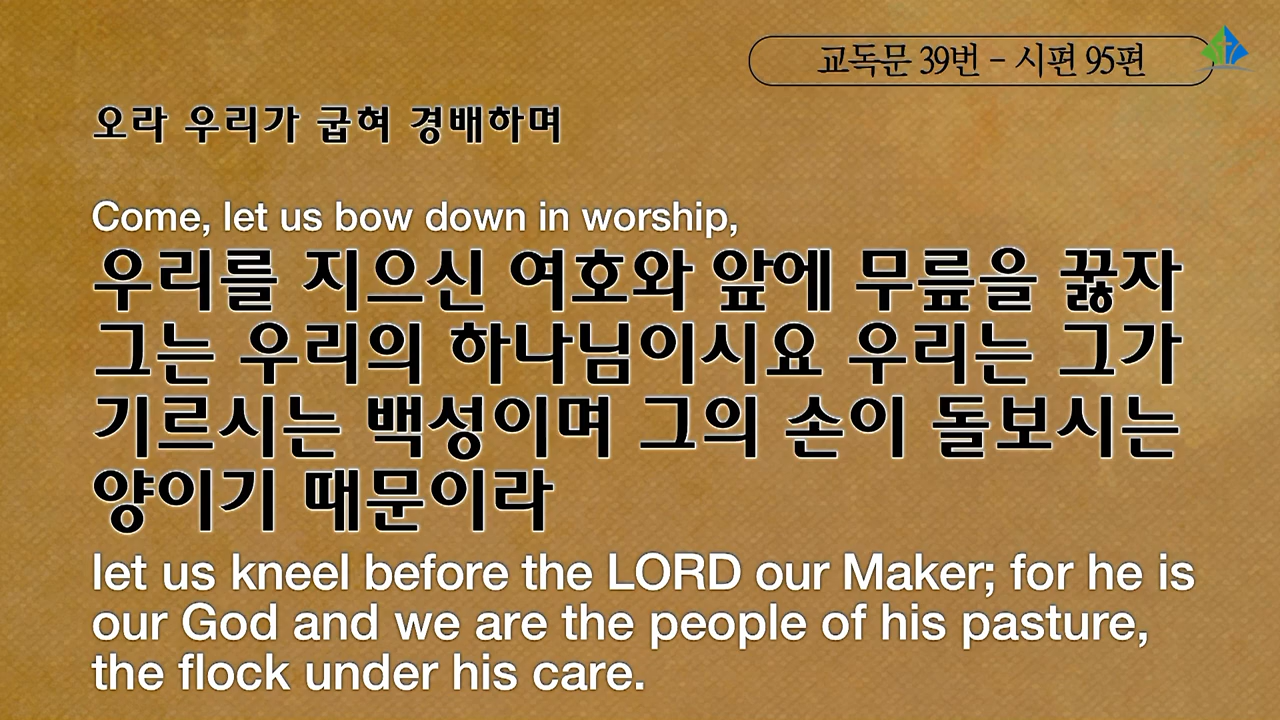 교독문 39번 - 시편 95편
오라 우리가 굽혀 경배하며
Come, let us bow down in worship,
우리를 지으신 여호와 앞에 무릎을 꿇자
그는 우리의 하나님이시요 우리는 그가
기르시는 백성이며 그의 손이 돌보시는
양이기 때문이라
let us kneel before the LORD our Maker; for he is
our God and we are the people of his pasture,
the flock under his care.